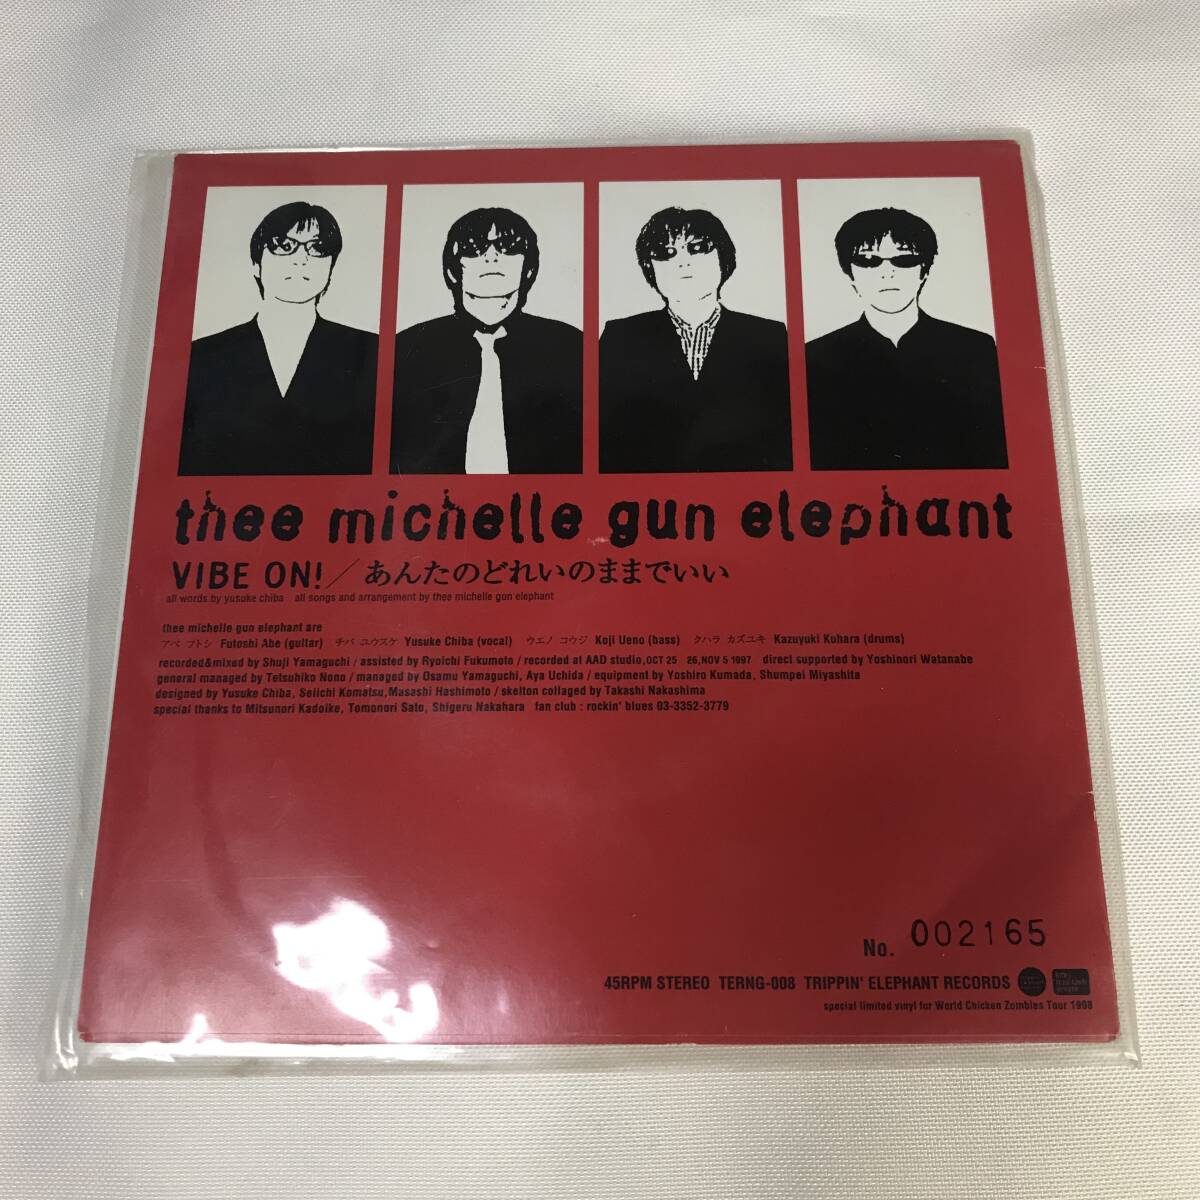 thee michelle gun elephant
VIBE ON!／あんたのどれいのままでいい
all words by yusuke chiba all songs and arrangement by thee michelle gun elephant
thee michelle gun elephant are
アベ フトシ Futoshi Abe (guitar) チバ ユウスケ Yusuke Chiba (vocal) ウエノ コウジ Koji Ueno (bass) クハラ カズユキ Kazuyuki Kuhara (drums)
recorded&mixed by Shuji Yamaguchi / assisted by Ryoichi Fukumoto / recorded at AAD studio,OCT 25 26,NOV 5 1997 direct supported by Yoshinori Watanabe
general managed by Tetsuhiko Nono / managed by Osamu Yamaguchi, Aya Uchida / equipment by Yoshiro Kumada, Shumpei Miyashita
designed by Yusuke Chiba, Seiichi Komatsu,Masashi Hashimoto / skelton collaged by Takashi Nakashima
special thanks to Mitsunori Kadoike, Tomonori Sato, Shigeru Nakahara fan club : rockin' blues 03-3352-3779
No. 002165
45RPM STEREO TERNG-008 TRIPPIN' ELEPHANT RECORDS
special limited vinyl for World Chicken Zombies Tour 1998